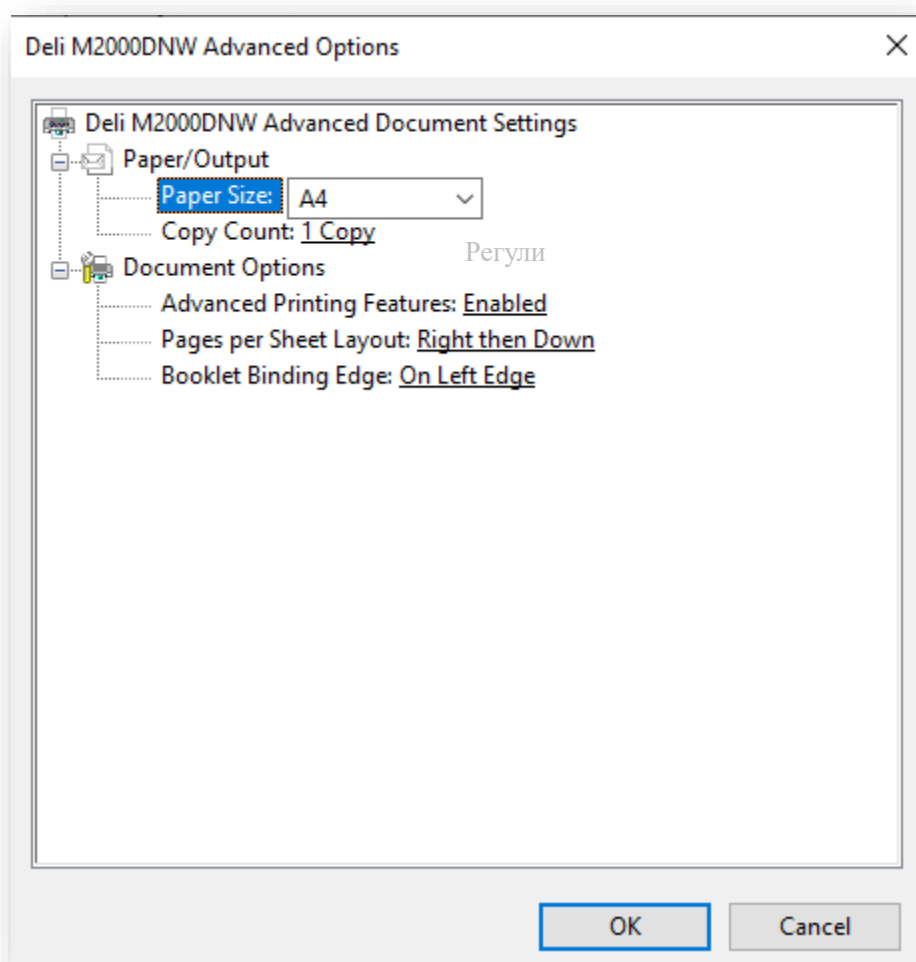 Deli M2000DNW Advanced Options
Deli M2000DNW Advanced Document Settings
Paper/Output
Paper Size: A4
Copy Count: 1 Copy
Регули
Document Options
Advanced Printing Features: Enabled
Pages per Sheet Layout: Right then Down
Booklet Binding Edge: On Left Edge
OK Cancel